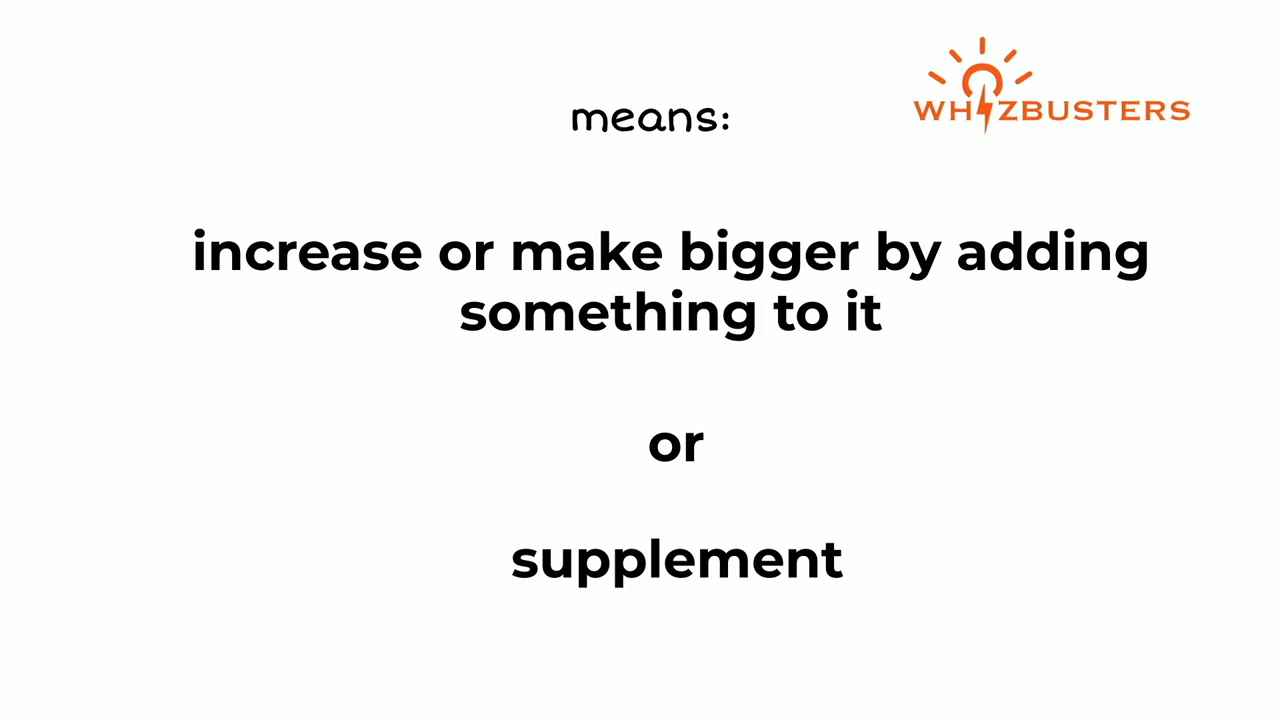 WHIZBUSTERS
means:
increase or make bigger by adding
something to it
or
supplement